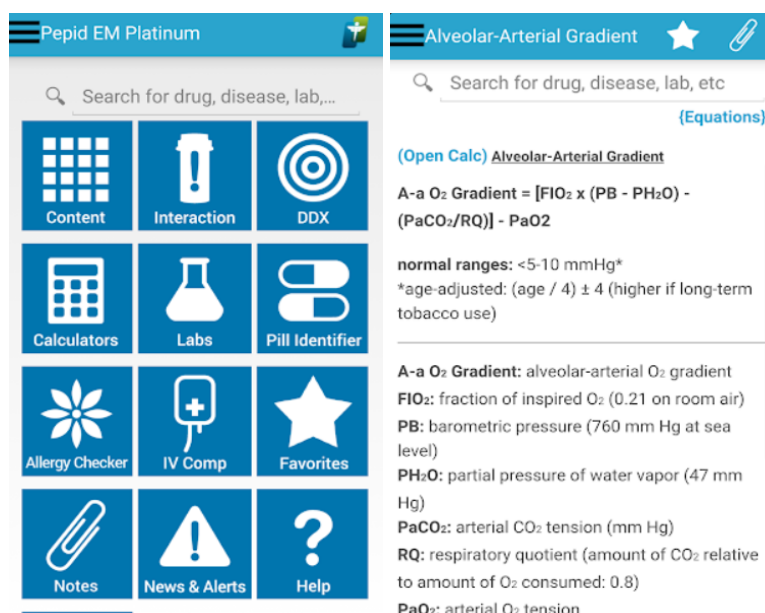 Pepid EM Platinum
Search for drug, disease, lab,...
Content
Interaction
DDX
Calculators
Labs
Pill Identifier
Allergy Checker
IV Comp
Favorites
Notes
News & Alerts
Help
Alveolar-Arterial Gradient
Search for drug, disease, lab, etc
{Equations}
(Open Calc) Alveolar-Arterial Gradient
A-a O₂ Gradient = [FIO₂ x (PB - PH₂O) -
(PaCO₂/RQ)] - PaO2
normal ranges: <5-10 mmHg*
*age-adjusted: (age / 4) ± 4 (higher if long-term
tobacco use)
A-a O₂ Gradient: alveolar-arterial O₂ gradient
FIO₂: fraction of inspired O₂ (0.21 on room air)
PB: barometric pressure (760 mm Hg at sea
level)
PH₂O: partial pressure of water vapor (47 mm
Hg)
PaCO₂: arterial CO₂ tension (mm Hg)
RQ: respiratory quotient (amount of CO₂ relative
to amount of O₂ consumed: 0.8)
PaO₂: arterial O₂ tension